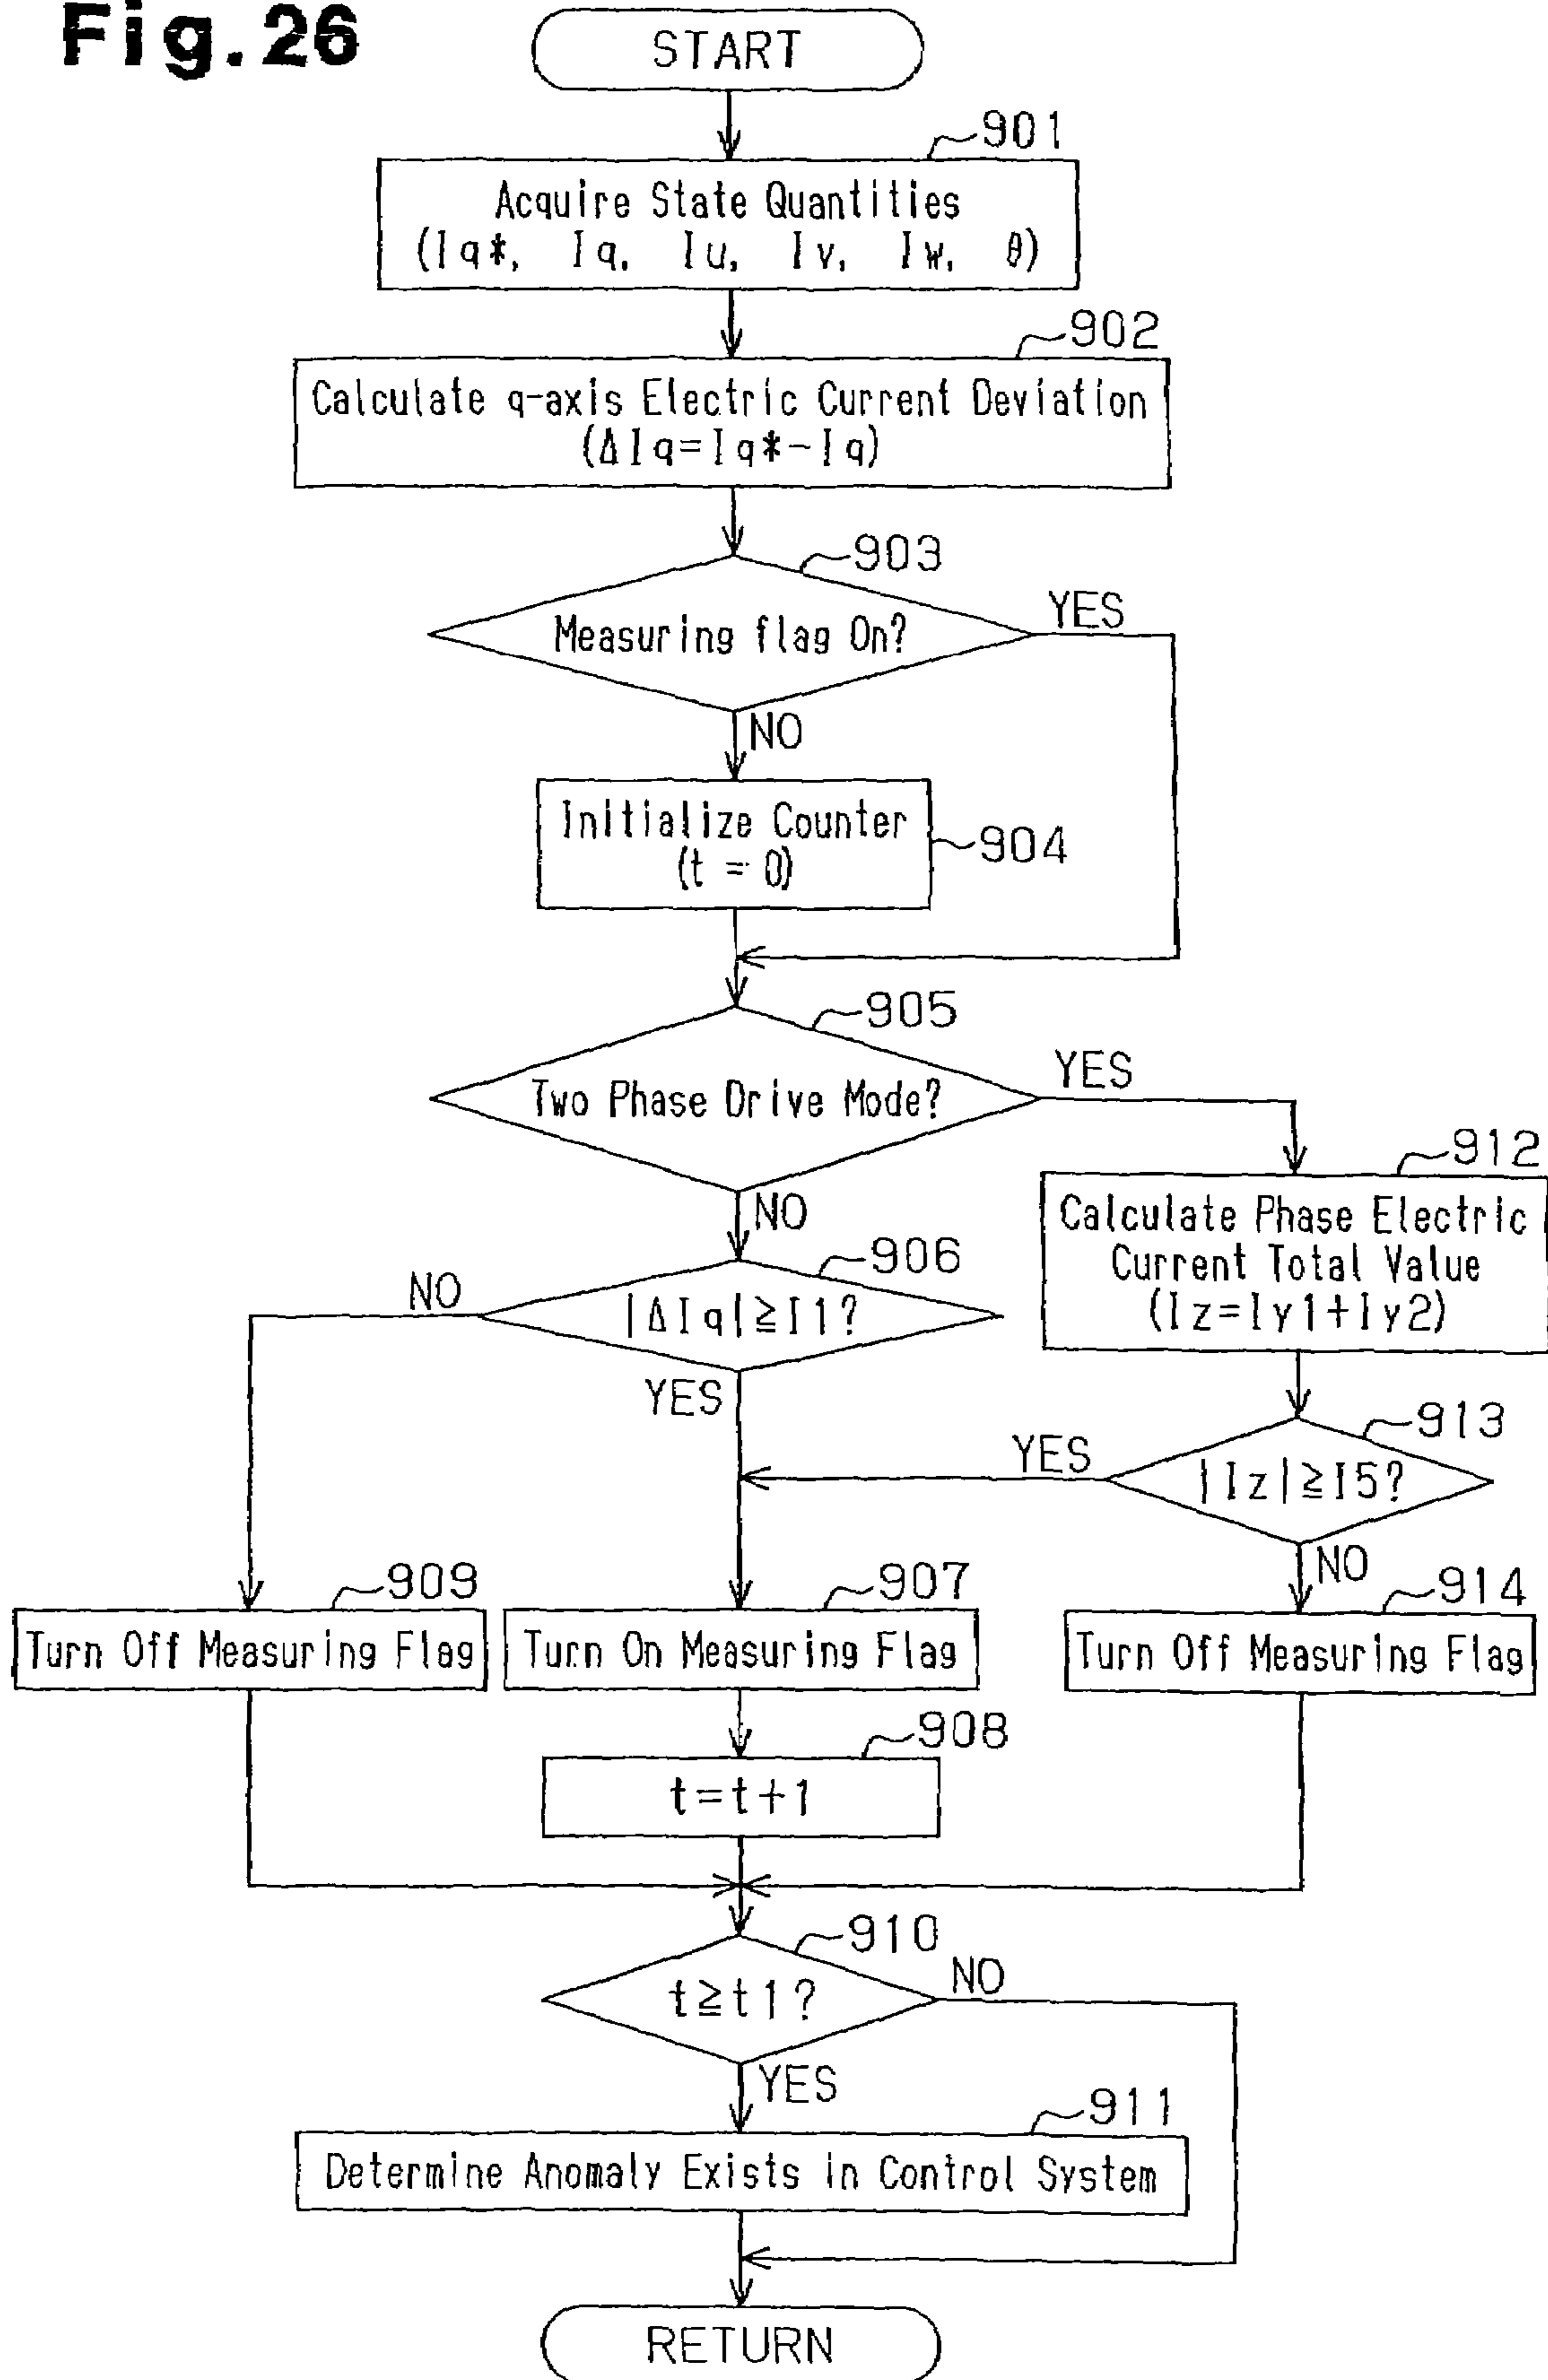 Fig.26
START
901
Acquire State Quantities
(Iq*, Iq, Iu, Iv, Iw, θ)
902
Calculate q-axis Electric Current Deviation
(ΔIq=Iq*-Iq)
903
Measuring flag On?
YES
NO
Initialize Counter
(t = 0)
904
905
Two Phase Drive Mode?
YES
NO
912
Calculate Phase Electric
Current Total Value
(Iz=Iy1+Iy2)
906
|ΔIq|≧I1?
NO
YES
913
|Iz|≧I5?
YES
NO
909
Turn Off Measuring Flag
907
Turn On Measuring Flag
914
Turn Off Measuring Flag
908
t=t+1
910
t≧t1?
NO
YES
911
Determine Anomaly Exists in Control System
RETURN